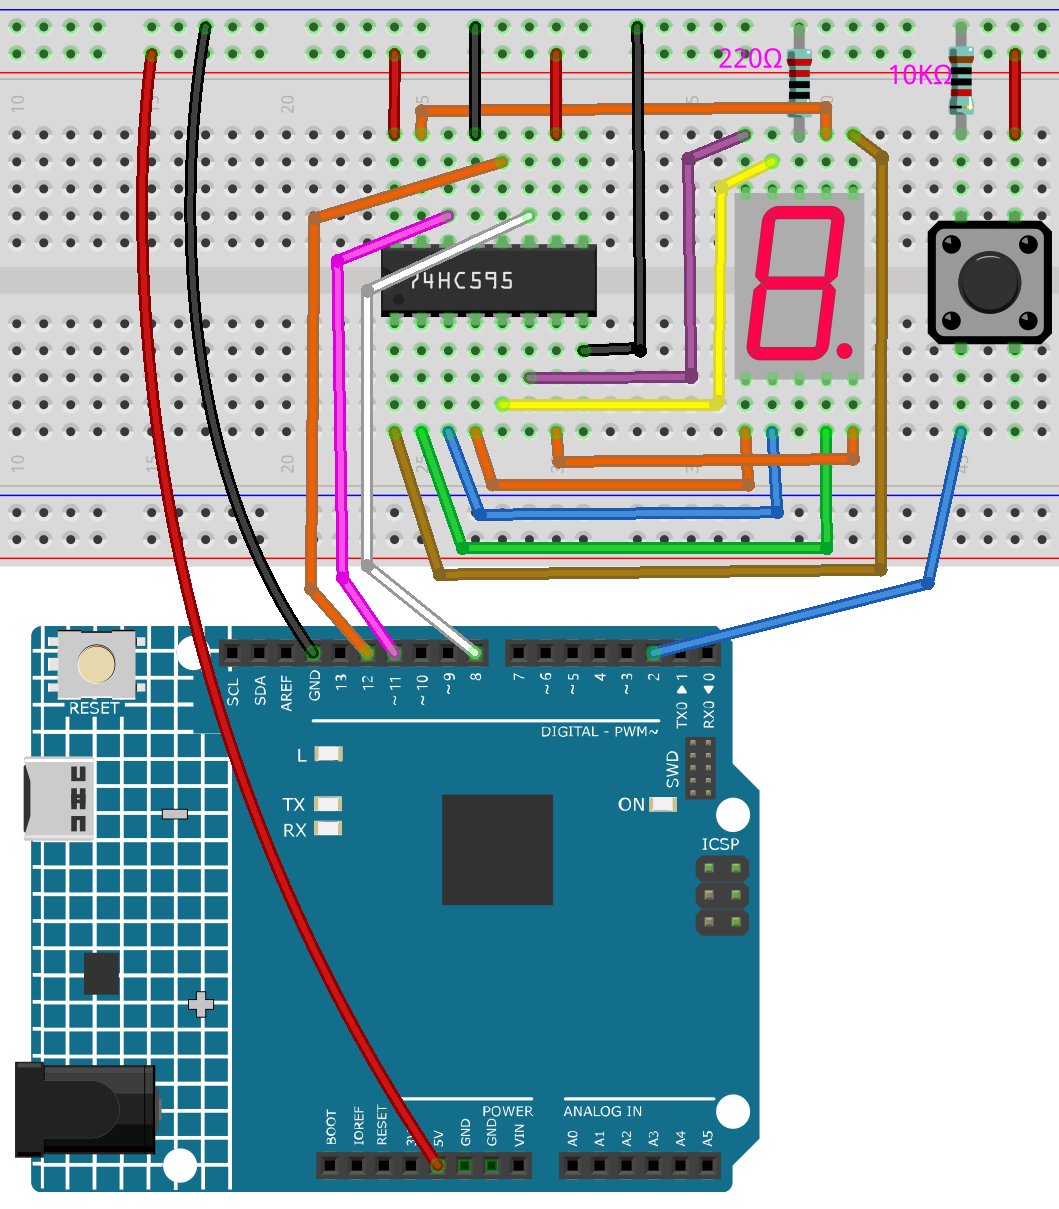 220Ω
10KΩ
10
15
20
25
35
40
74HC595
10
15
20
25
35
45
RESET
SCL
SDA
AREF
GND
13
12
~11
~10
~9
8
7
~6
~5
4
~3
2
TX0 ▶ 1
RX0 ◀ 0
DIGITAL - PWM~
L
TX
RX
ON
SWD
ICSP
BOOT
IOREF
RESET
5V
GND
GND
VIN
POWER
ANALOG IN
A0
A1
A2
A3
A4
A5